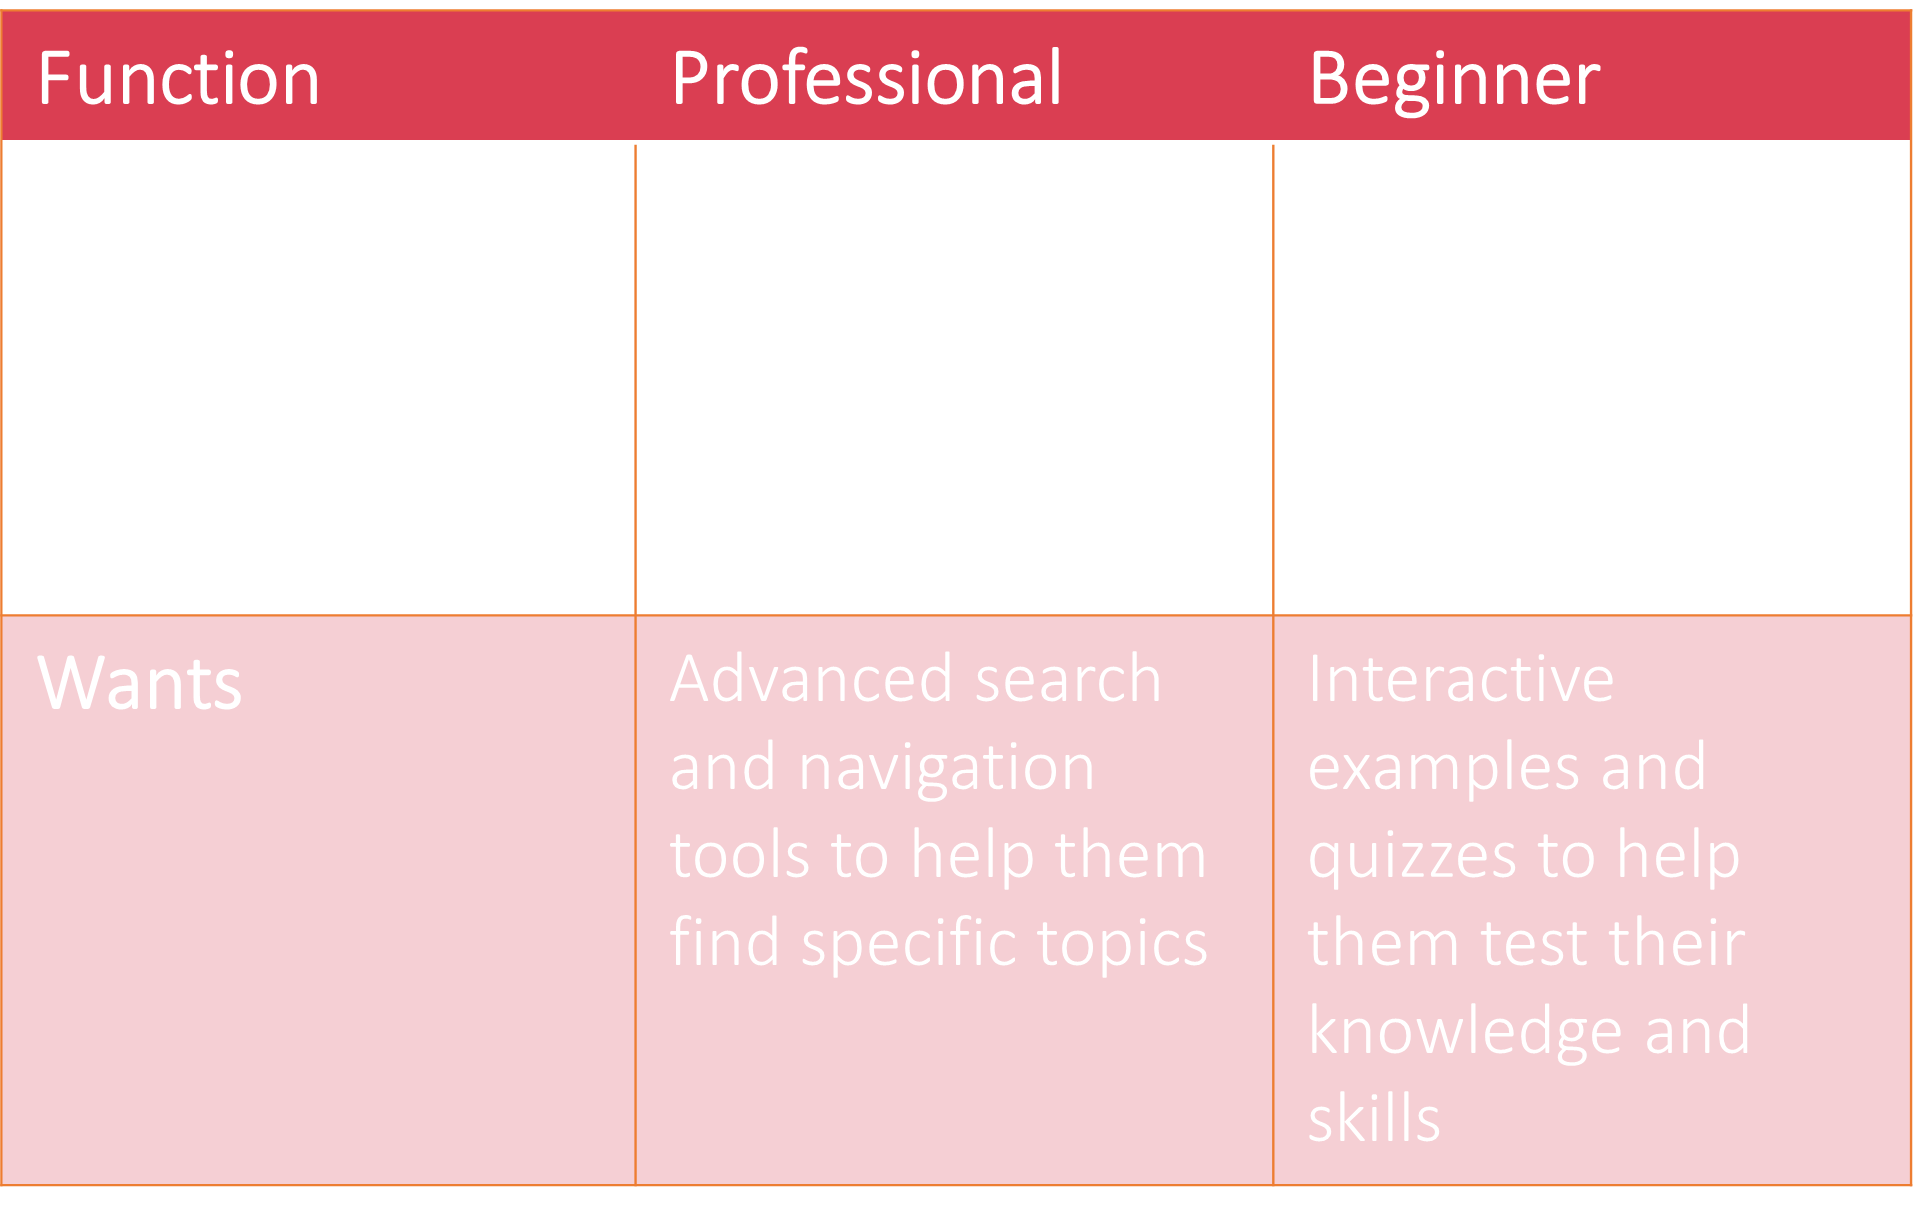 Function Professional Beginner
Wants
Advanced search
and navigation
tools to help them
find specific topics
Interactive
examples and
quizzes to help
them test their
knowledge and
skills